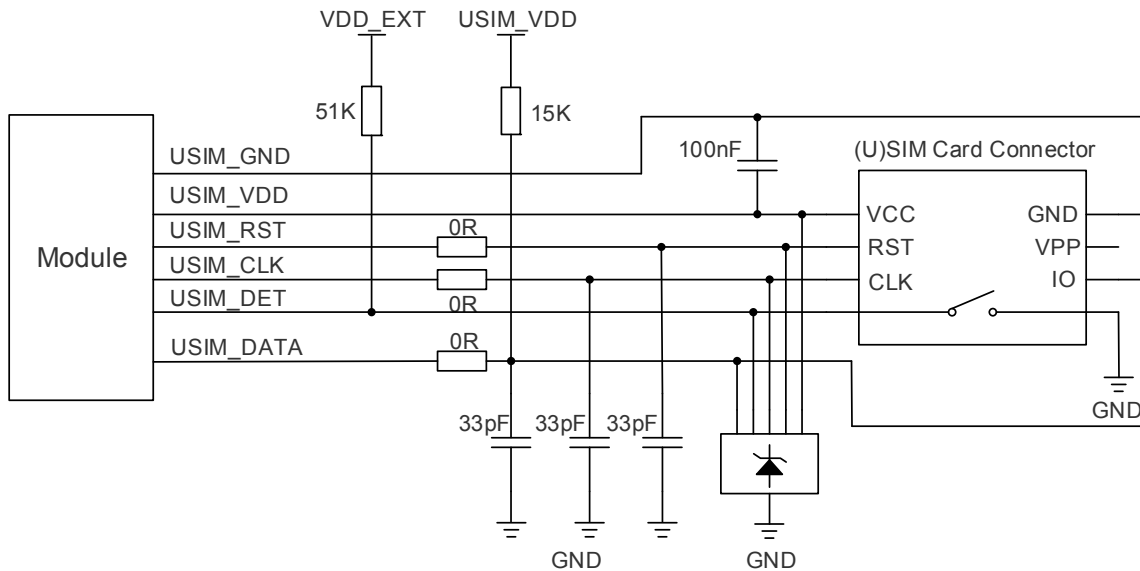 VDD_EXT USIM_VDD
51K 15K
USIM_GND 100nF (U)SIM Card Connector
USIM_VDD VCC GND
USIM_RST 0R RST VPP
Module
USIM_CLK CLK IO
USIM_DET 0R
USIM_DATA 0R
GND
33pF 33pF 33pF
GND GND